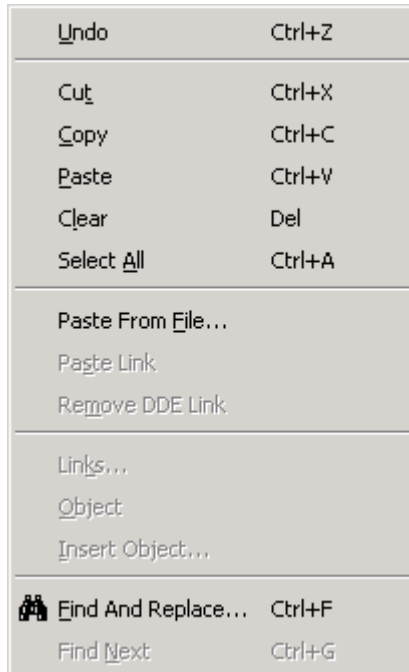 Undo Ctrl+Z
Cut Ctrl+X
Copy Ctrl+C
Paste Ctrl+V
Clear Del
Select All Ctrl+A
Paste From File...
Paste Link
Remove DDE Link
Links...
Object
Insert Object...
Find And Replace... Ctrl+F
Find Next Ctrl+G